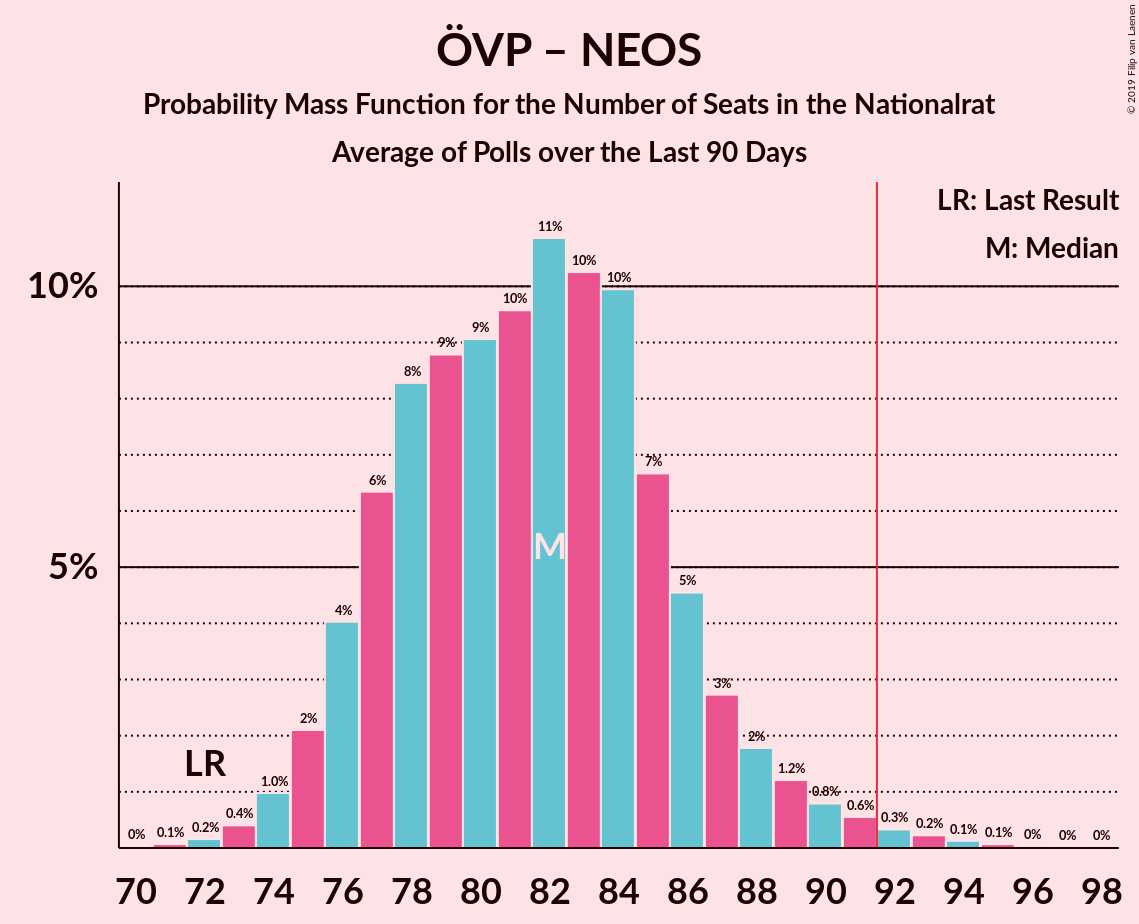 ÖVP – NEOS
Probability Mass Function for the Number of Seats in the Nationalrat
Average of Polls over the Last 90 Days
© 2019 Filip van Laenen
LR: Last Result
M: Median
10%
5%
0% 0.1% 0.2% 0.4% 1.0% 2% 4% 6% 8% 9% 9% 10% 11% 10% 10% 7% 5% 3% 2% 1.2% 0.8% 0.6% 0.3% 0.2% 0.1% 0.1% 0% 0% 0%
M
LR
70 72 74 76 78 80 82 84 86 88 90 92 94 96 98